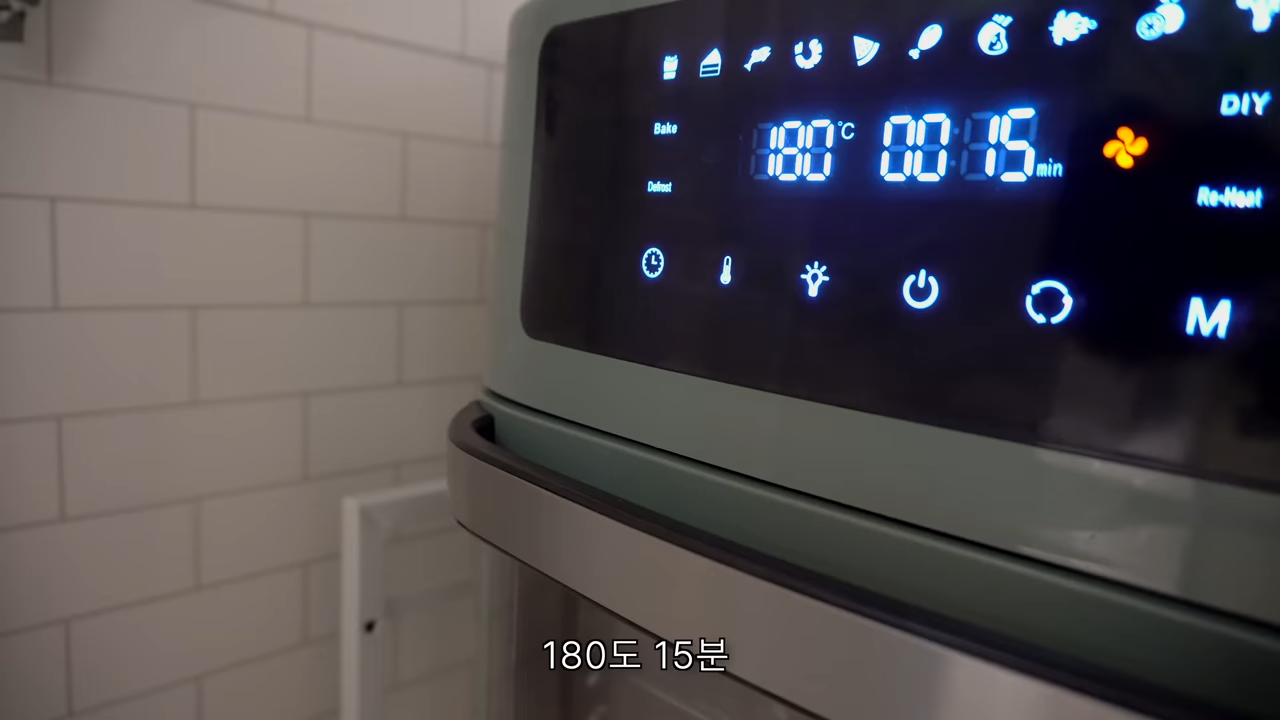 DIY
Bake
180°C 00:15 min
Defrost
Re-Heat
M
180도 15분